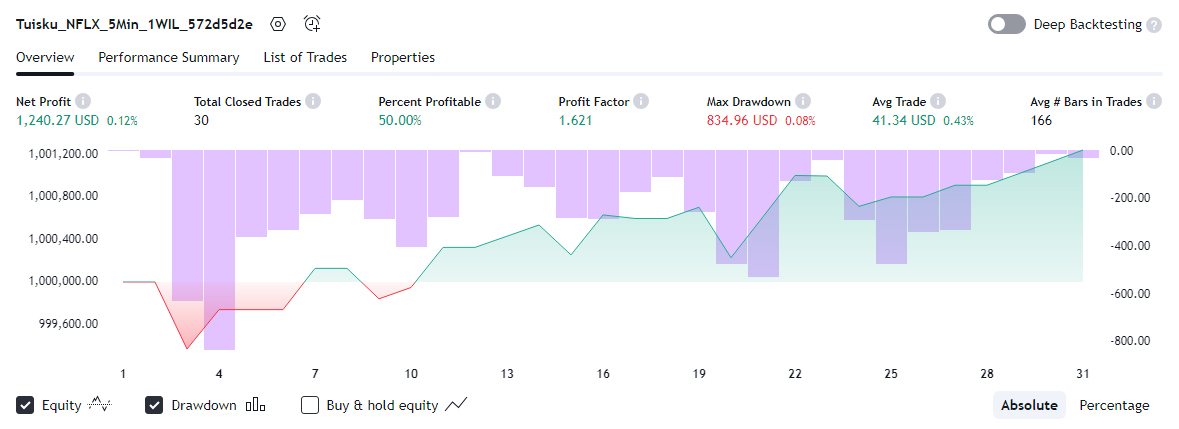 Tuisku_NFLX_5Min_1WIL_572d5d2e
Deep Backtesting ?
Overview Performance Summary List of Trades Properties
Net Profit i Total Closed Trades i Percent Profitable i Profit Factor i Max Drawdown i Avg Trade i Avg # Bars in Trades i
1,240.27 USD 0.12% 30 50.00% 1.621 834.96 USD 0.08% 41.34 USD 0.43% 166
1,001,200.00 0.00
1,000,800.00 -200.00
1,000,400.00 -400.00
1,000,000.00 -600.00
999,600.00 -800.00
1 4 7 10 13 16 19 22 25 28 31
Equity Drawdown Buy & hold equity Absolute Percentage